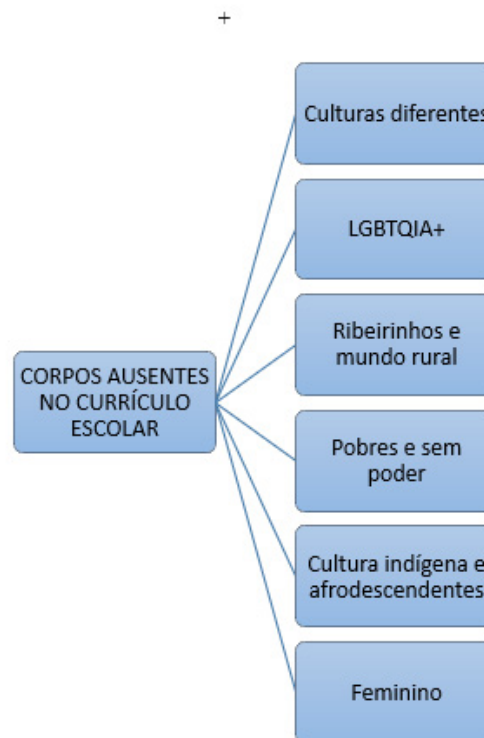 +
Culturas diferentes
LGBTQIA+
Ribeirinhos e
mundo rural
CORPOS AUSENTES
NO CURRÍCULO
ESCOLAR
Pobres e sem
poder
Cultura indígena e
afrodescendentes
Feminino